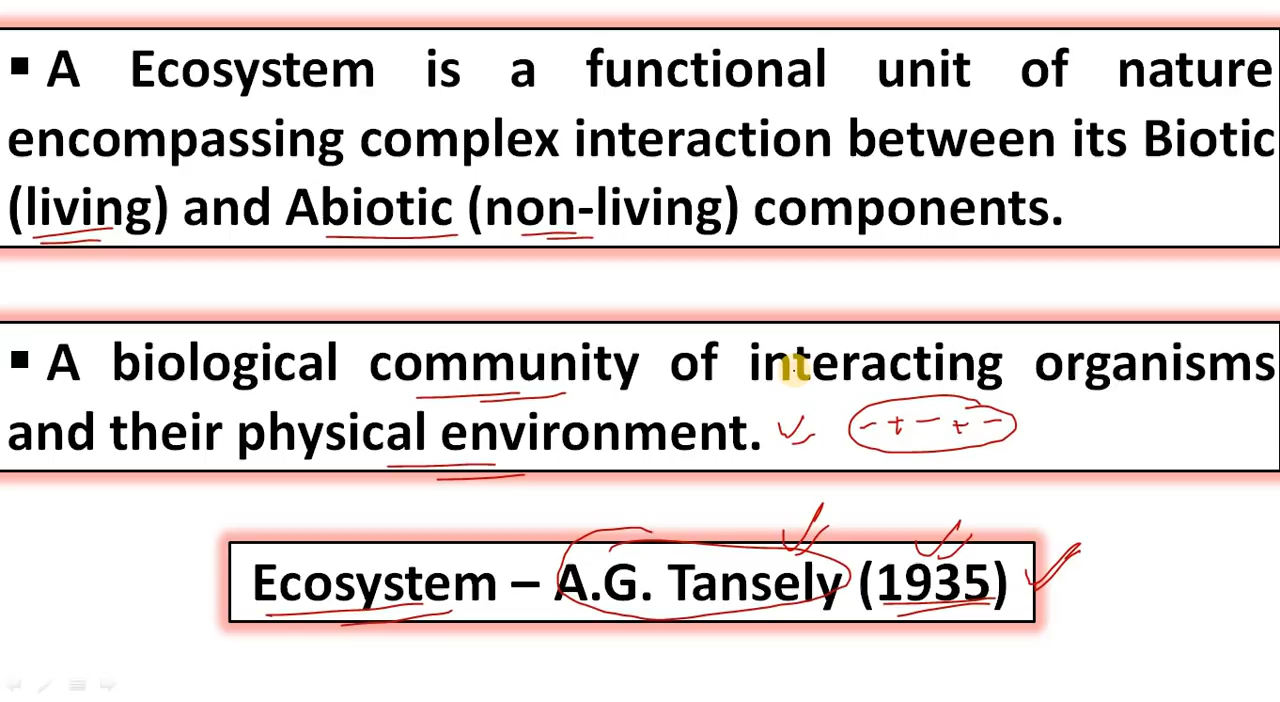 ▪ A Ecosystem is a functional unit of nature
encompassing complex interaction between its Biotic
(living) and Abiotic (non-living) components.
▪ A biological community of interacting organisms
and their physical environment.
- + - + -
Ecosystem – A.G. Tansely (1935)